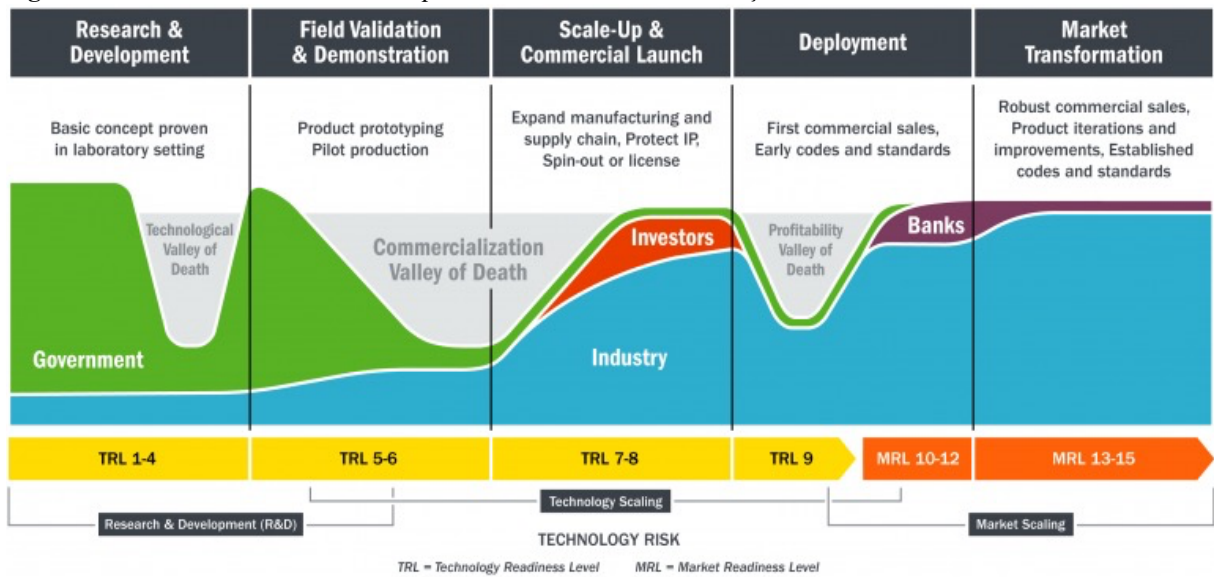 Research &
Development
Field Validation
& Demonstration
Scale-Up &
Commercial Launch
Deployment
Market
Transformation
Basic concept proven
in laboratory setting
Product prototyping
Pilot production
Expand manufacturing and
supply chain, Protect IP,
Spin-out or license
First commercial sales,
Early codes and standards
Robust commercial sales,
Product iterations and
improvements, Established
codes and standards
Technological
Valley of
Death
Commercialization
Valley of Death
Investors
Profitability
Valley of
Death
Banks
Government
Industry
TRL 1-4
TRL 5-6
TRL 7-8
TRL 9
MRL 10-12
MRL 13-15
Technology Scaling
Research & Development (R&D)
Market Scaling
TECHNOLOGY RISK
TRL = Technology Readiness Level
MRL = Market Readiness Level